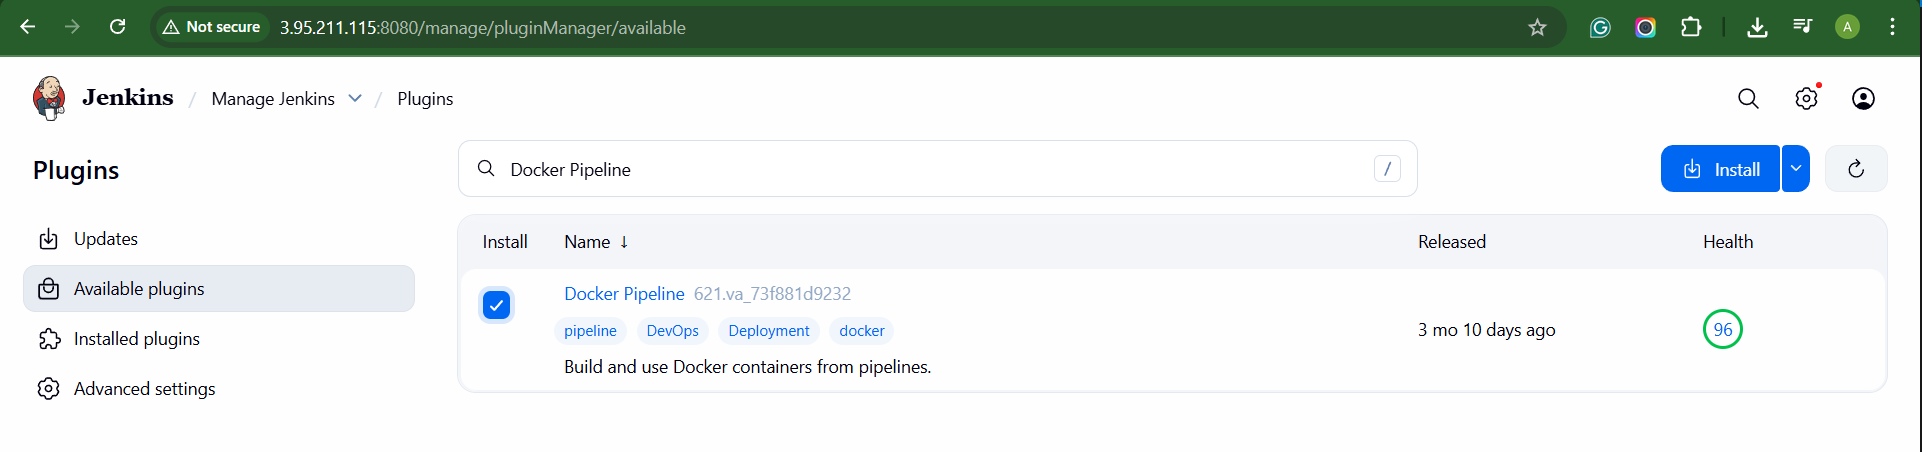 Not secure 3.95.211.115:8080/manage/pluginManager/available A
Jenkins / Manage Jenkins / Plugins
Plugins
Docker Pipeline /
Install
Updates
Available plugins
Installed plugins
Advanced settings
Install Name ↓ Released Health
Docker Pipeline 621.va_73f881d9232
pipeline DevOps Deployment docker
3 mo 10 days ago 96
Build and use Docker containers from pipelines.